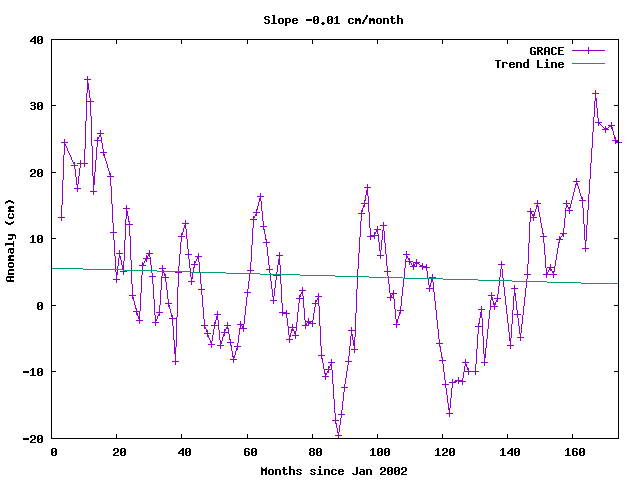 Slope -0.01 cm/month
GRACE
Trend Line
40
30
20
10
0
-10
-20
Anomaly (cm)
0 20 40 60 80 100 120 140 160
Months since Jan 2002